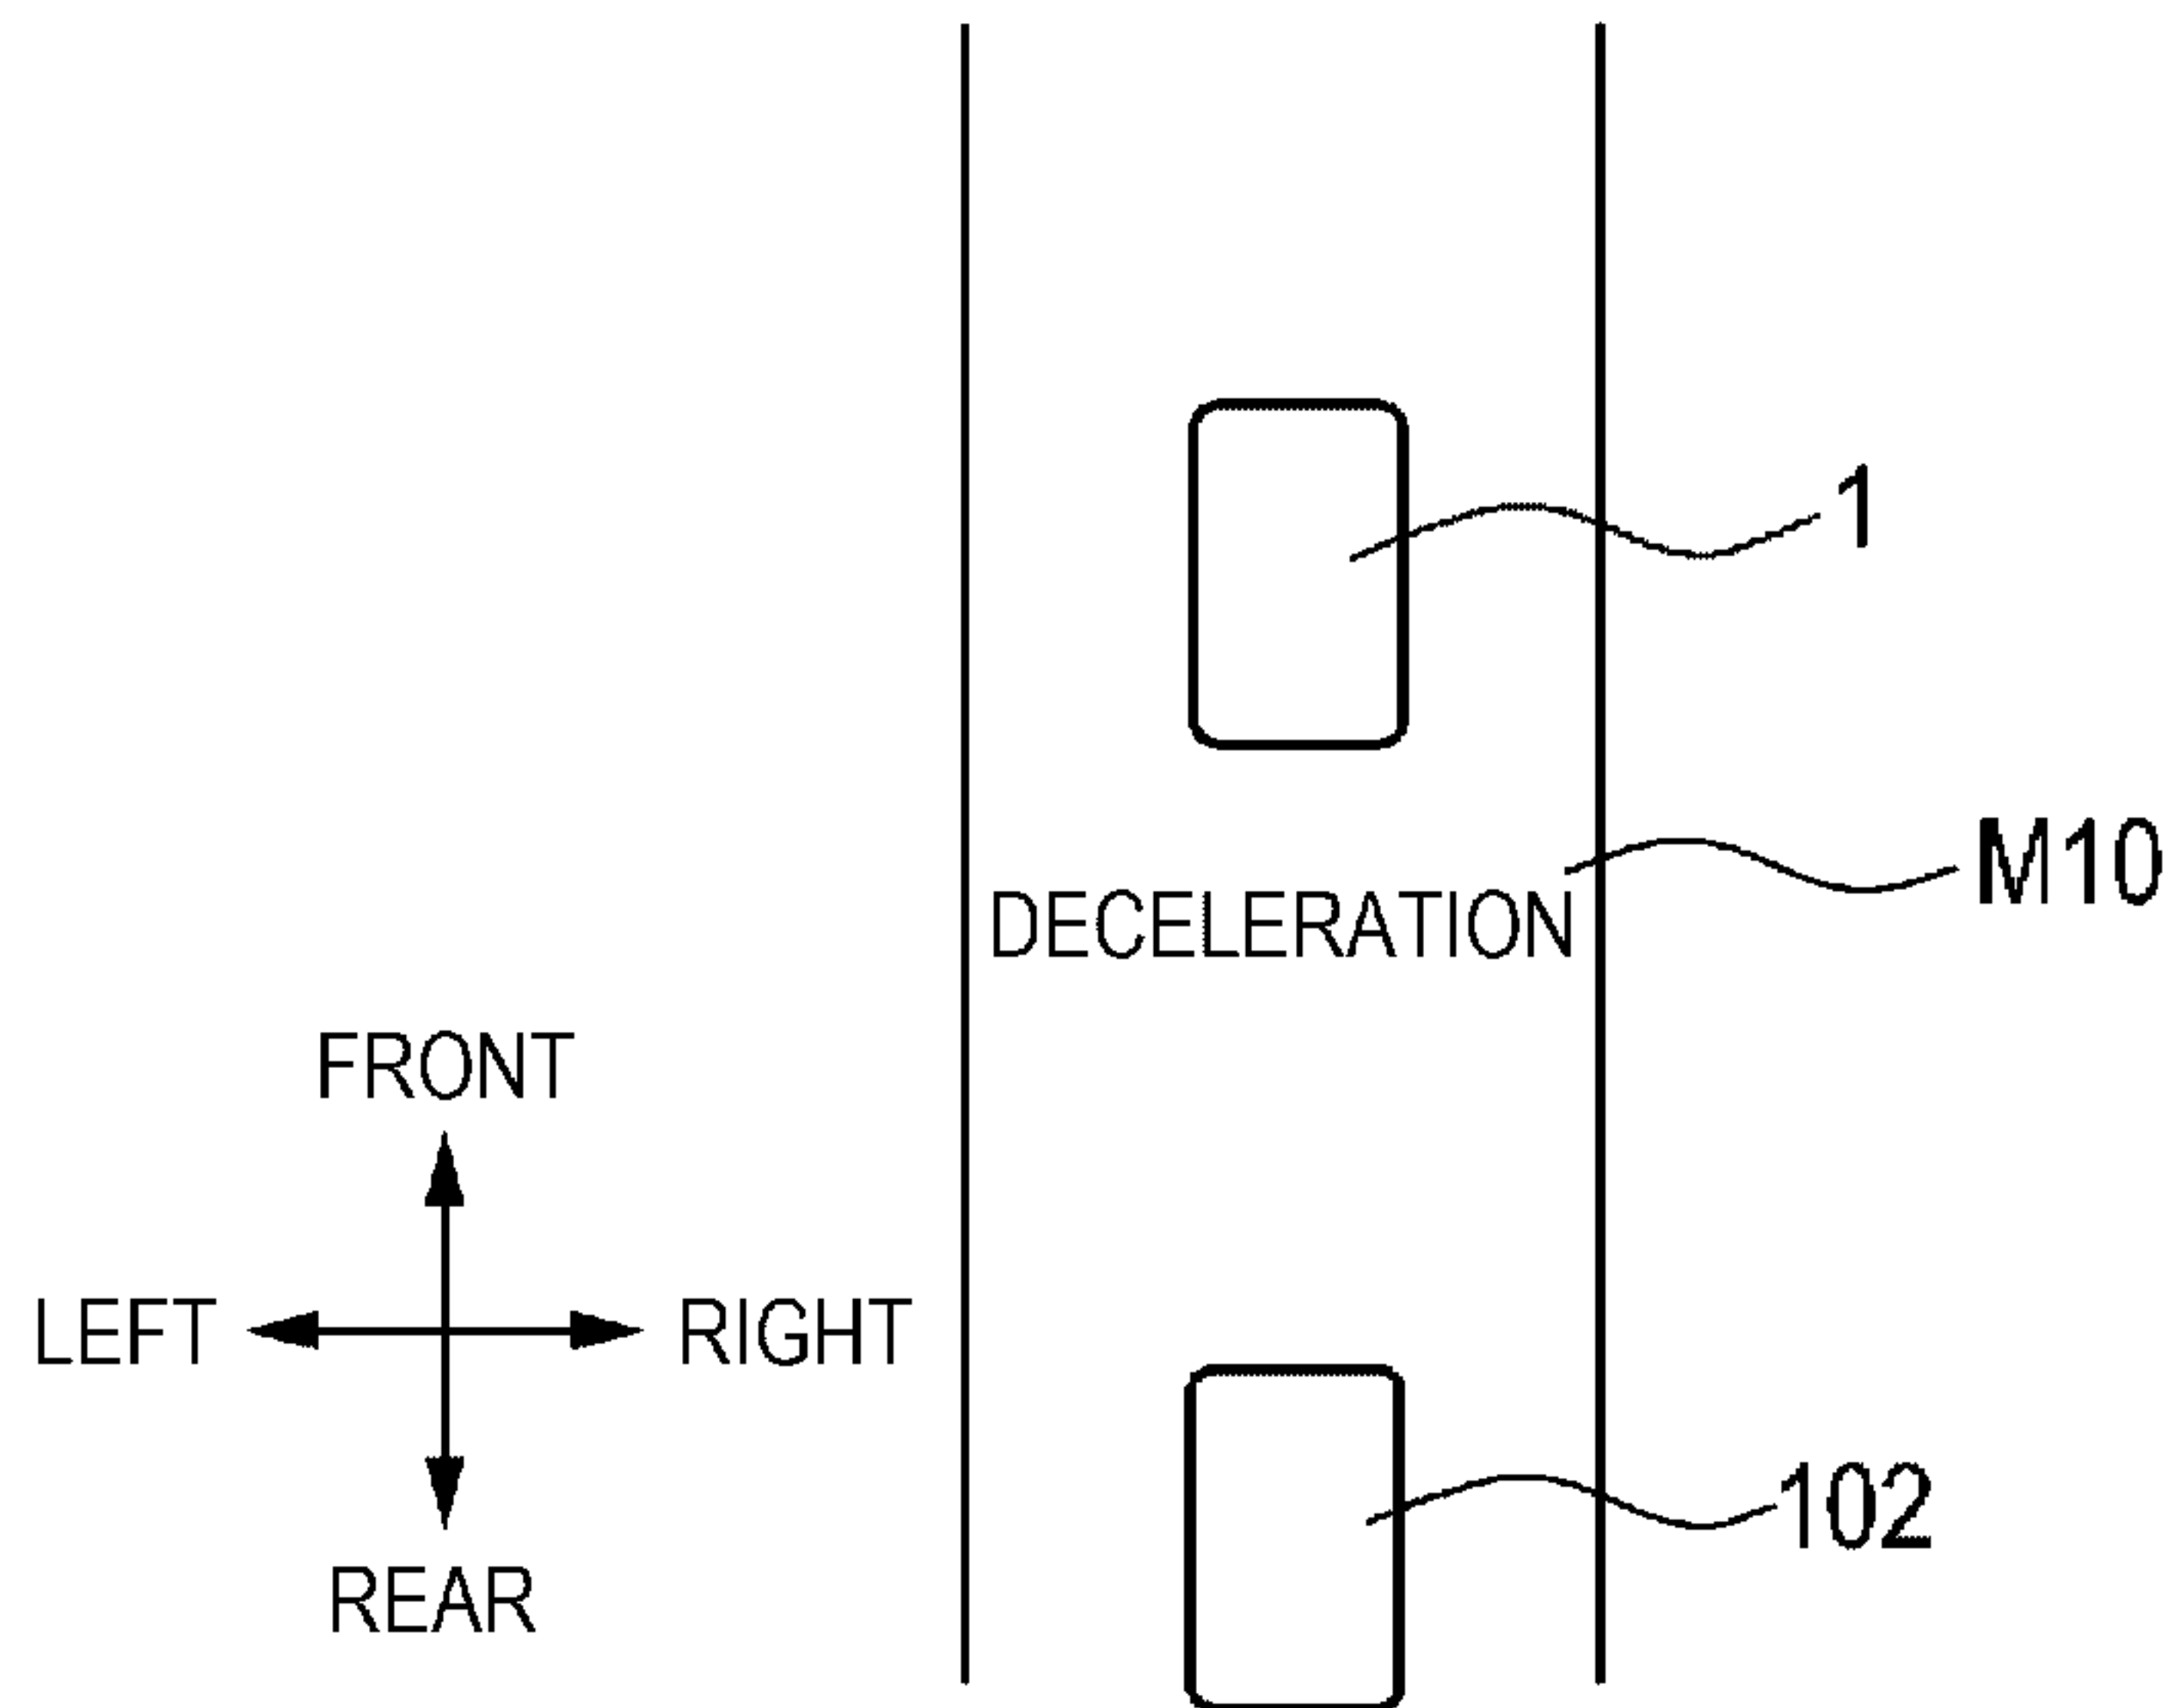 1
M10
DECELERATION
FRONT
LEFT RIGHT
REAR
102